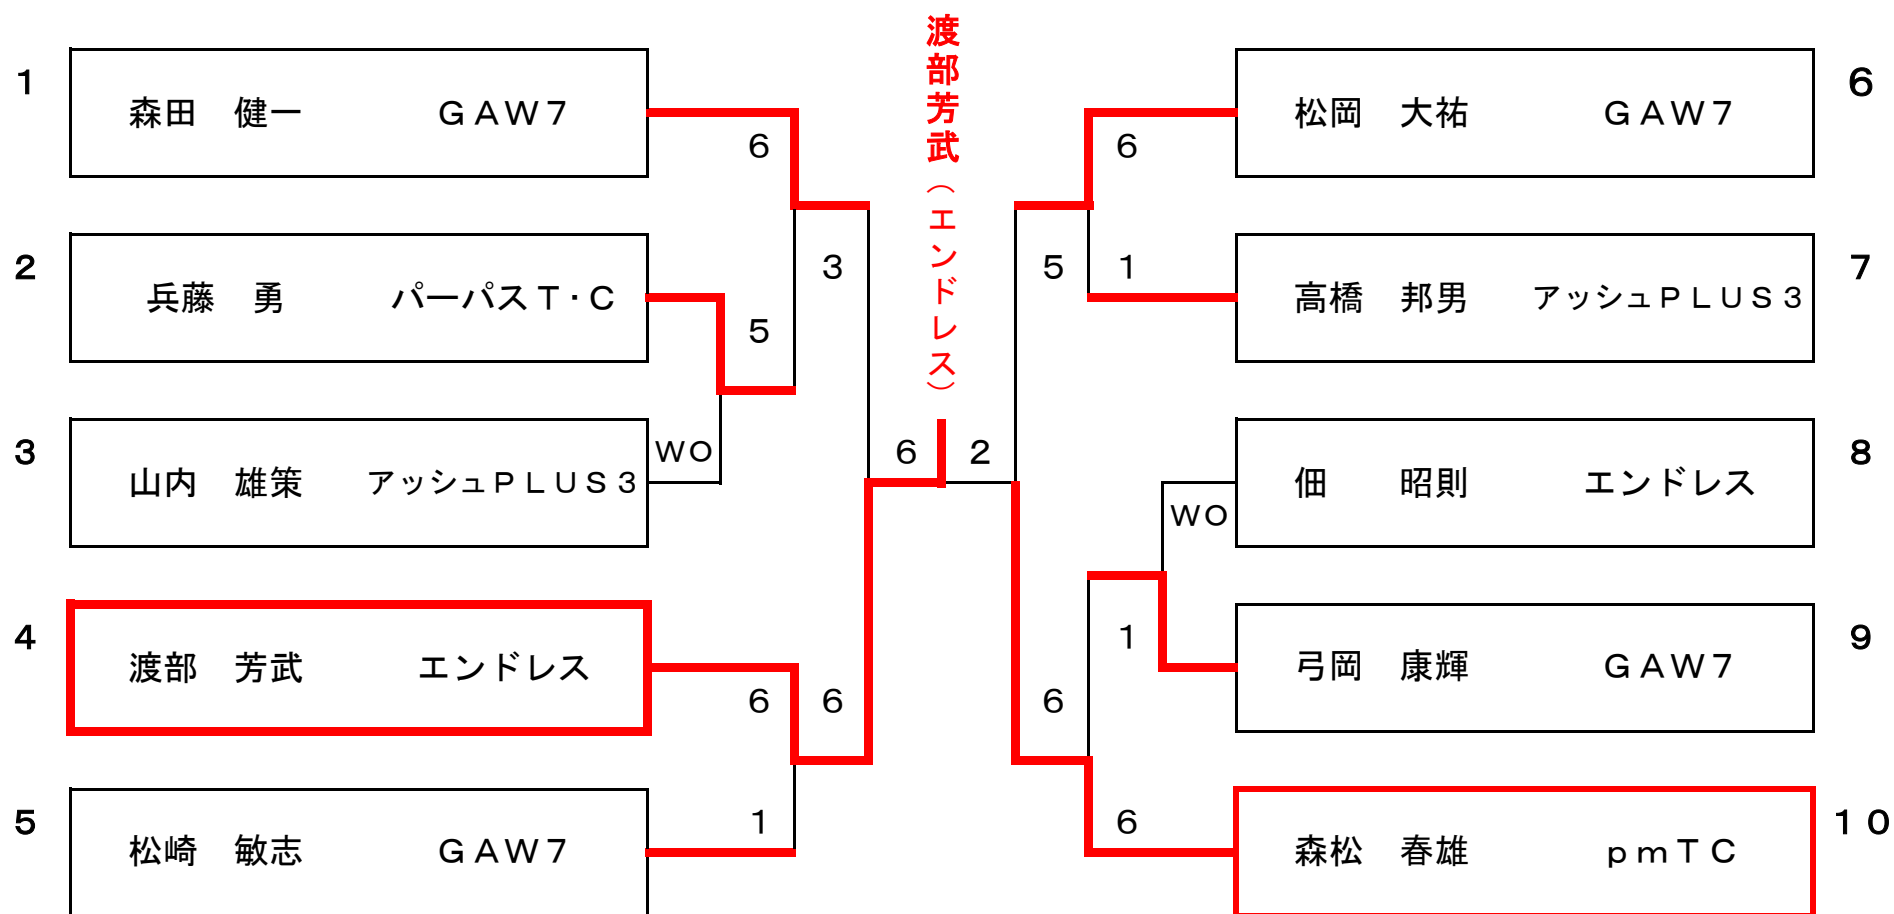 渡部芳武（エンドレス）
1 森田　健一 ＧＡＷ７
2 兵藤　勇 パーパスＴ・Ｃ
3 山内　雄策 アッシュＰＬＵＳ３
4 渡部　芳武 エンドレス
5 松崎　敏志 ＧＡＷ７
6
5
WO
3
6
6
1
6 2
6
1
5
WO
1
6
6
松岡　大祐 ＧＡＷ７ 6
高橋　邦男 アッシュＰＬＵＳ３ 7
佃　昭則 エンドレス 8
弓岡　康輝 ＧＡＷ７ 9
森松　春雄 ｐｍＴＣ １０